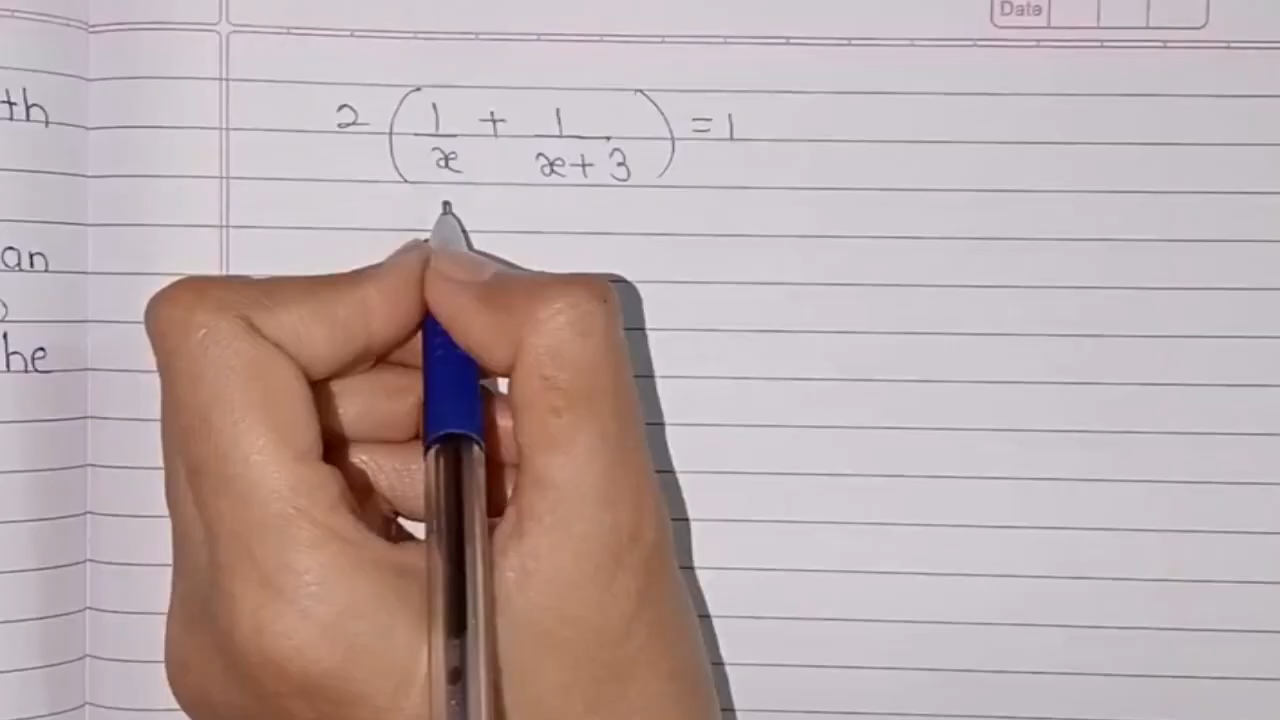 Date
th
2 ( 1/x + 1/x+3 ) = 1
an
he